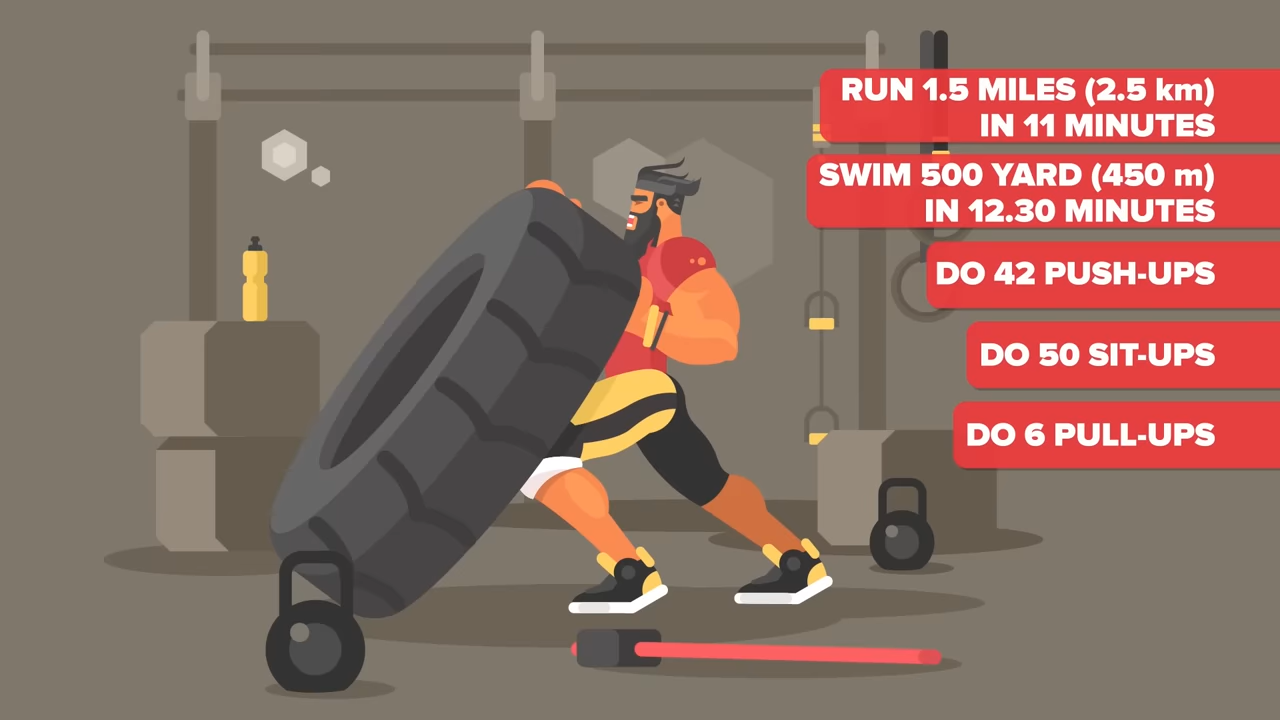 RUN 1.5 MILES (2.5 km)
IN 11 MINUTES
SWIM 500 YARD (450 m)
IN 12.30 MINUTES
DO 42 PUSH-UPS
DO 50 SIT-UPS
DO 6 PULL-UPS